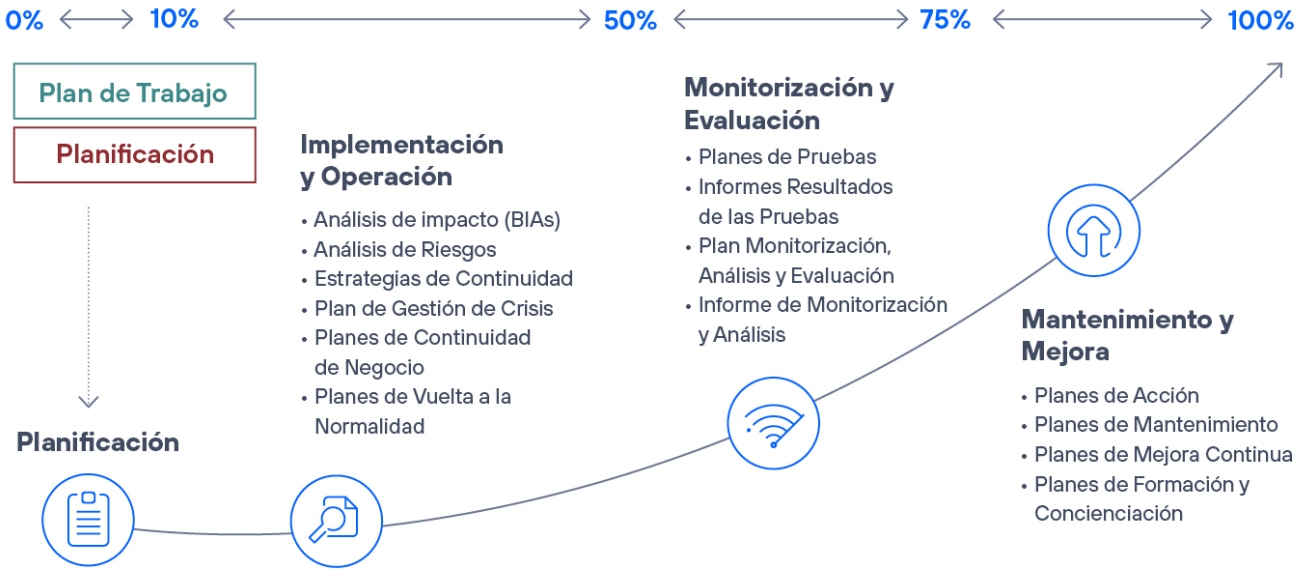 0% 10% 50% 75% 100%
Plan de Trabajo
Planificación
Planificación
Implementación
y Operación
• Análisis de impacto (BIAs)
• Análisis de Riesgos
• Estrategias de Continuidad
• Plan de Gestión de Crisis
• Planes de Continuidad
de Negocio
• Planes de Vuelta a la
Normalidad
Monitorización y
Evaluación
• Planes de Pruebas
• Informes Resultados
de las Pruebas
• Plan Monitorización,
Análisis y Evaluación
• Informe de Monitorización
y Análisis
Mantenimiento y
Mejora
• Planes de Acción
• Planes de Mantenimiento
• Planes de Mejora Continua
• Planes de Formación y
Concienciación